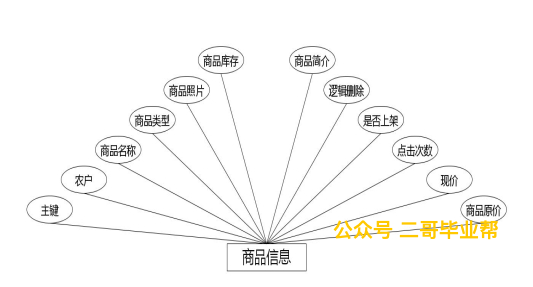 商品库存
商品简介
商品照片
逻辑删除
商品类型
是否上架
商品名称
点击次数
农户
现价
主键
商品原价
公众号 二哥毕业帮
商品信息